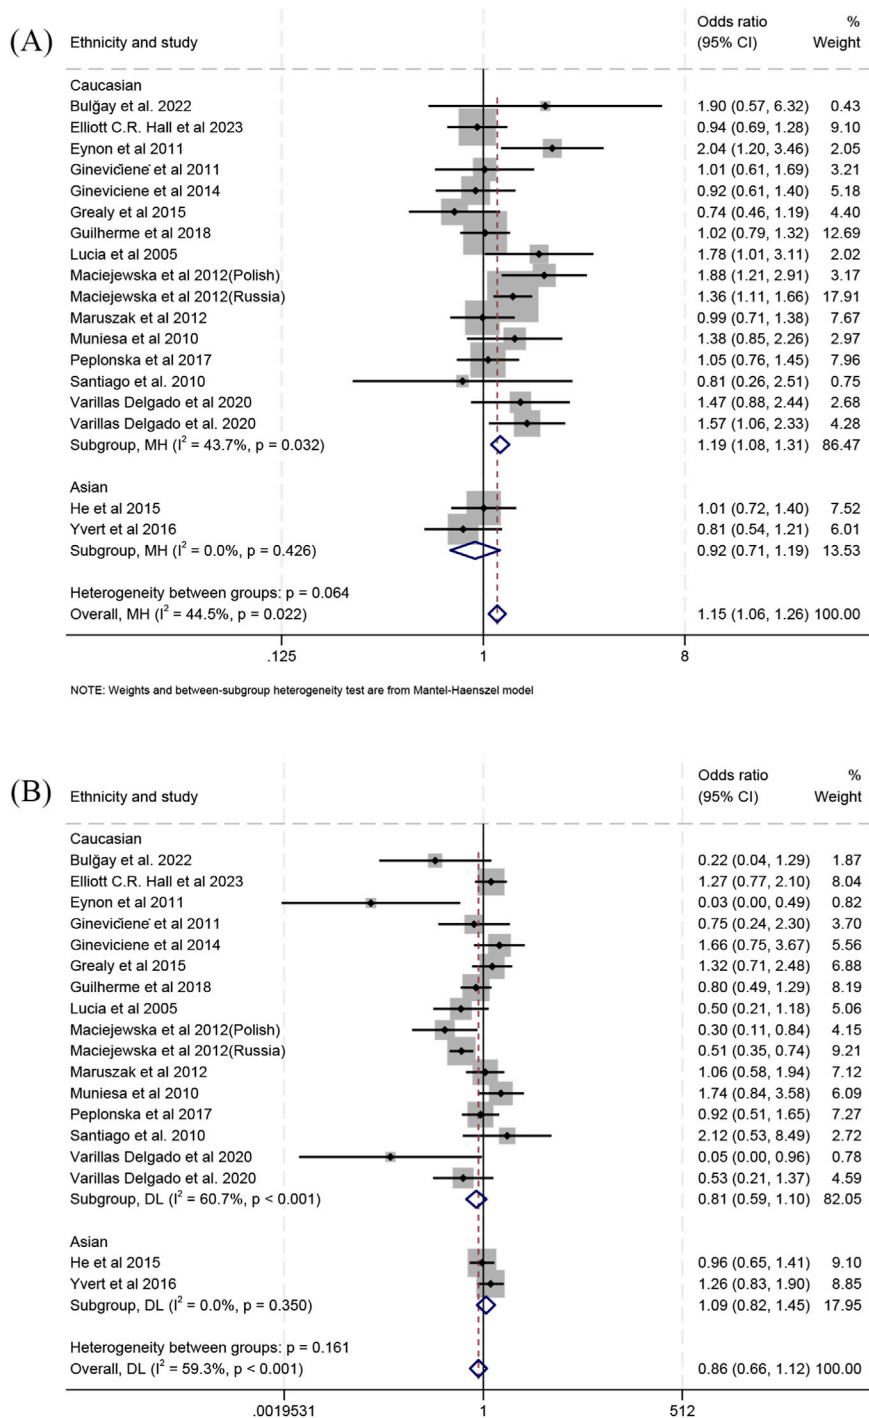 (A)
Ethnicity and study
Odds ratio (95% CI)
% Weight
Caucasian
Bulğay et al. 2022 1.90 (0.57, 6.32) 0.43
Elliott C.R. Hall et al 2023 0.94 (0.69, 1.28) 9.10
Eynon et al 2011 2.04 (1.20, 3.46) 2.05
Ginevičienė et al 2011 1.01 (0.61, 1.69) 3.21
Gineviciene et al 2014 0.92 (0.61, 1.40) 5.18
Grealy et al 2015 0.74 (0.46, 1.19) 4.40
Guilherme et al 2018 1.02 (0.79, 1.32) 12.69
Lucia et al 2005 1.78 (1.01, 3.11) 2.02
Maciejewska et al 2012(Polish) 1.88 (1.21, 2.91) 3.17
Maciejewska et al 2012(Russia) 1.36 (1.11, 1.66) 17.91
Maruszak et al 2012 0.99 (0.71, 1.38) 7.67
Muniesa et al 2010 1.38 (0.85, 2.26) 2.97
Peplonska et al 2017 1.05 (0.76, 1.45) 7.96
Santiago et al. 2010 0.81 (0.26, 2.51) 0.75
Varillas Delgado et al 2020 1.47 (0.88, 2.44) 2.68
Varillas Delgado et al. 2020 1.57 (1.06, 2.33) 4.28
Subgroup, MH (I² = 43.7%, p = 0.032) 1.19 (1.08, 1.31) 86.47
Asian
He et al 2015 1.01 (0.72, 1.40) 7.52
Yvert et al 2016 0.81 (0.54, 1.21) 6.01
Subgroup, MH (I² = 0.0%, p = 0.426) 0.92 (0.71, 1.19) 13.53
Heterogeneity between groups: p = 0.064
Overall, MH (I² = 44.5%, p = 0.022) 1.15 (1.06, 1.26) 100.00
.125 1 8
NOTE: Weights and between-subgroup heterogeneity test are from Mantel-Haenszel model
(B)
Ethnicity and study
Odds ratio (95% CI)
% Weight
Caucasian
Bulğay et al. 2022 0.22 (0.04, 1.29) 1.87
Elliott C.R. Hall et al 2023 1.27 (0.77, 2.10) 8.04
Eynon et al 2011 0.03 (0.00, 0.49) 0.82
Ginevičienė et al 2011 0.75 (0.24, 2.30) 3.70
Gineviciene et al 2014 1.66 (0.75, 3.67) 5.56
Grealy et al 2015 1.32 (0.71, 2.48) 6.88
Guilherme et al 2018 0.80 (0.49, 1.29) 8.19
Lucia et al 2005 0.50 (0.21, 1.18) 5.06
Maciejewska et al 2012(Polish) 0.30 (0.11, 0.84) 4.15
Maciejewska et al 2012(Russia) 0.51 (0.35, 0.74) 9.21
Maruszak et al 2012 1.06 (0.58, 1.94) 7.12
Muniesa et al 2010 1.74 (0.84, 3.58) 6.09
Peplonska et al 2017 0.92 (0.51, 1.65) 7.27
Santiago et al. 2010 2.12 (0.53, 8.49) 2.72
Varillas Delgado et al 2020 0.05 (0.00, 0.96) 0.78
Varillas Delgado et al. 2020 0.53 (0.21, 1.37) 4.59
Subgroup, DL (I² = 60.7%, p < 0.001) 0.81 (0.59, 1.10) 82.05
Asian
He et al 2015 0.96 (0.65, 1.41) 9.10
Yvert et al 2016 1.26 (0.83, 1.90) 8.85
Subgroup, DL (I² = 0.0%, p = 0.350) 1.09 (0.82, 1.45) 17.95
Heterogeneity between groups: p = 0.161
Overall, DL (I² = 59.3%, p < 0.001) 0.86 (0.66, 1.12) 100.00
.0019531 1 512